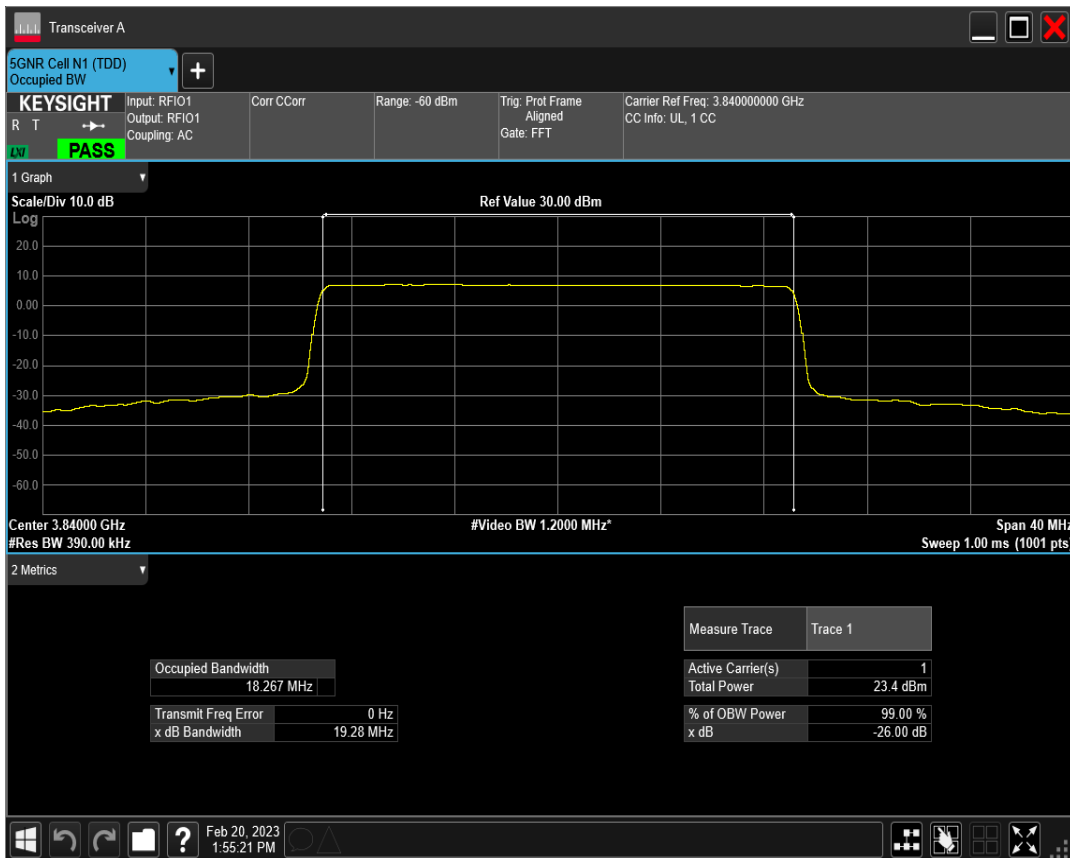 Transceiver A
5GNR Cell N1 (TDD)
Occupied BW
KEYSIGHT
R T
LXI
PASS
Input: RFIO1
Output: RFIO1
Coupling: AC
Corr CCorr
Range: -60 dBm
Trig: Prot Frame
Aligned
Gate: FFT
Carrier Ref Freq: 3.840000000 GHz
CC Info: UL, 1 CC
1 Graph
Scale/Div 10.0 dB
Ref Value 30.00 dBm
Log
20.0
10.0
0.00
-10.0
-20.0
-30.0
-40.0
-50.0
-60.0
Center 3.84000 GHz
#Video BW 1.2000 MHz*
Span 40 MHz
#Res BW 390.00 kHz
Sweep 1.00 ms (1001 pts)
2 Metrics
Measure Trace Trace 1
Occupied Bandwidth
18.267 MHz
Active Carrier(s) 1
Total Power 23.4 dBm
Transmit Freq Error 0 Hz
x dB Bandwidth 19.28 MHz
% of OBW Power 99.00 %
x dB -26.00 dB
?
Feb 20, 2023
1:55:21 PM